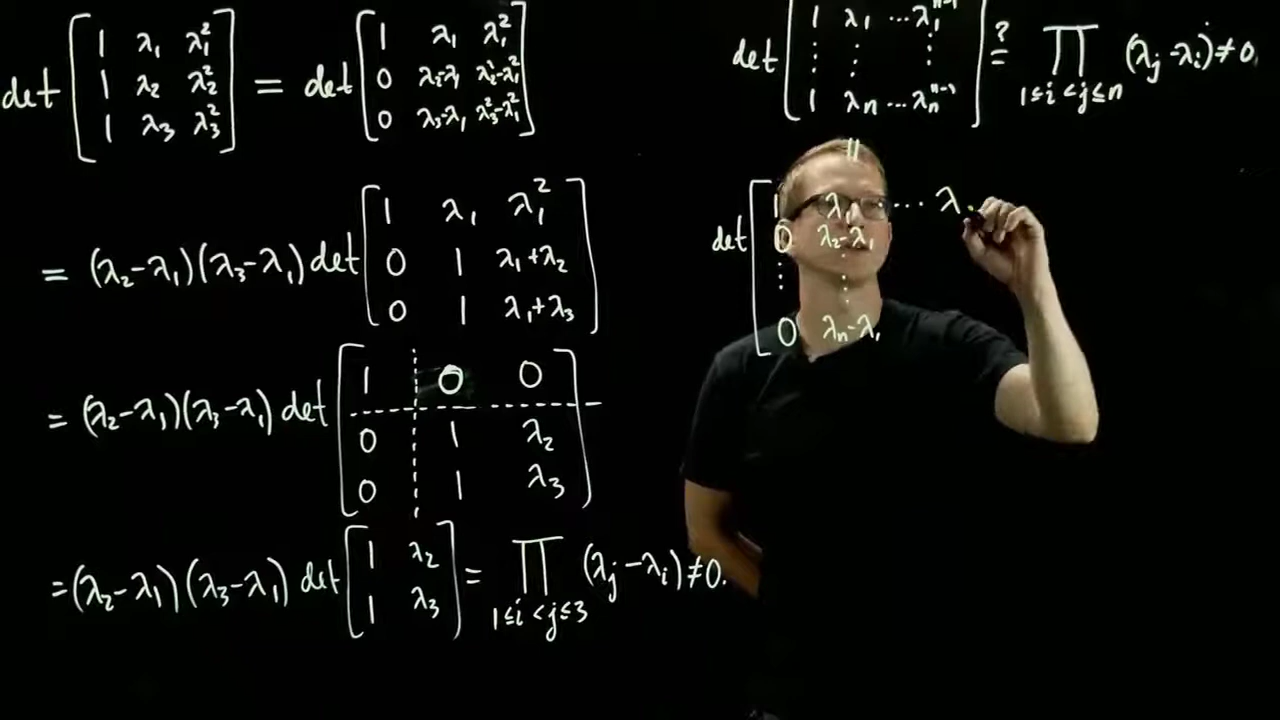 det [ 1 λ₁ λ₁²
1 λ₂ λ₂²
1 λ₃ λ₃² ] = det [ 1 λ₁ λ₁²
0 λ₂-λ₁ λ₂²-λ₁²
0 λ₃-λ₁ λ₃²-λ₁² ]
= (λ₂-λ₁)(λ₃-λ₁) det [ 1 λ₁ λ₁²
0 1 λ₁+λ₂
0 1 λ₁+λ₃ ]
= (λ₂-λ₁)(λ₃-λ₁) det [ 1 0 0
0 1 λ₂
0 1 λ₃ ]
= (λ₂-λ₁)(λ₃-λ₁) det [ 1 λ₂
1 λ₃ ] = ∏ (λⱼ-λᵢ) ≠ 0.
1≤i<j≤3
det [ 1 λ₁ ... λ₁ⁿ⁻¹
⋮ ⋮ ⋮
1 λₙ ... λₙⁿ⁻¹ ] ≟ ∏ (λⱼ-λᵢ) ≠ 0.
1≤i<j≤n
||
det [ 1 λ₁ ... λ
0 λ₂-λ₁
⋮ ⋮
0 λₙ-λ₁